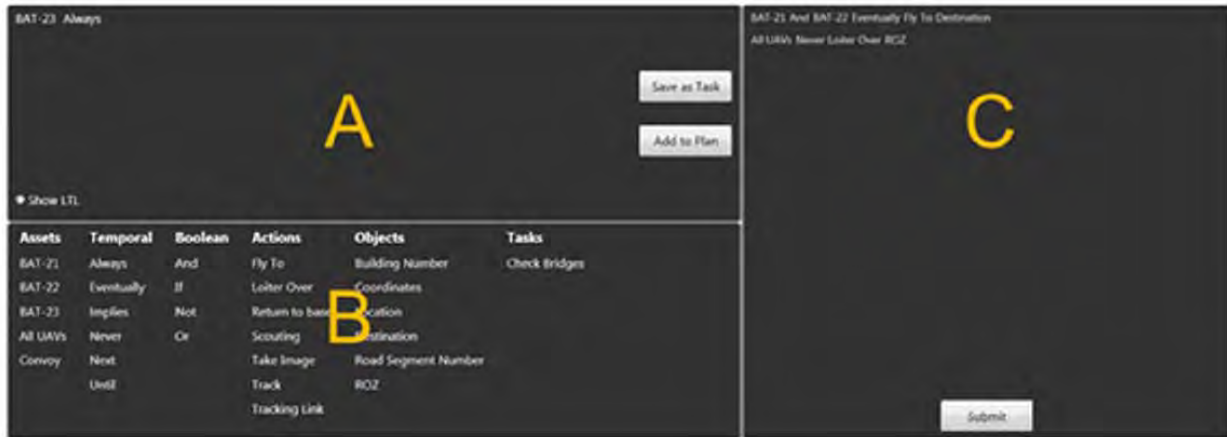 BAT-23 Always
A
Save as Task
Add to Plan
Show LTL
Assets Temporal Boolean Actions Objects Tasks
BAT-21 Always And Fly To Building Number Check Bridges
BAT-22 Eventually If Loiter Over Coordinates
BAT-23 Implies Not Return to base Location
All UAVs Never Or Scouting Destination
Convoy Next Take Image Road Segment Number
Until Track ROZ
Tracking Link
B
BAT-21 And BAT-22 Eventually Fly To Destination
All UAVs Never Loiter Over ROZ
C
Submit